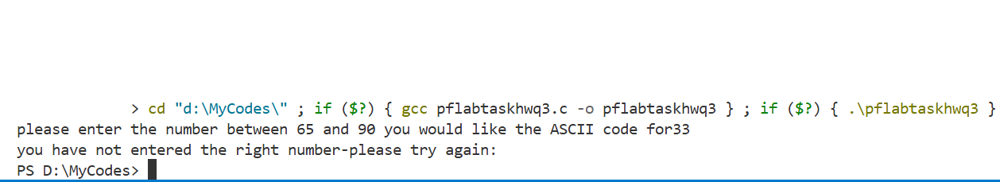 > cd "d:\MyCodes\" ; if ($?) { gcc pflabtaskhwq3.c -o pflabtaskhwq3 } ; if ($?) { .\pflabtaskhwq3 }
please enter the number between 65 and 90 you would like the ASCII code for33
you have not entered the right number-please try again:
PS D:\MyCodes>